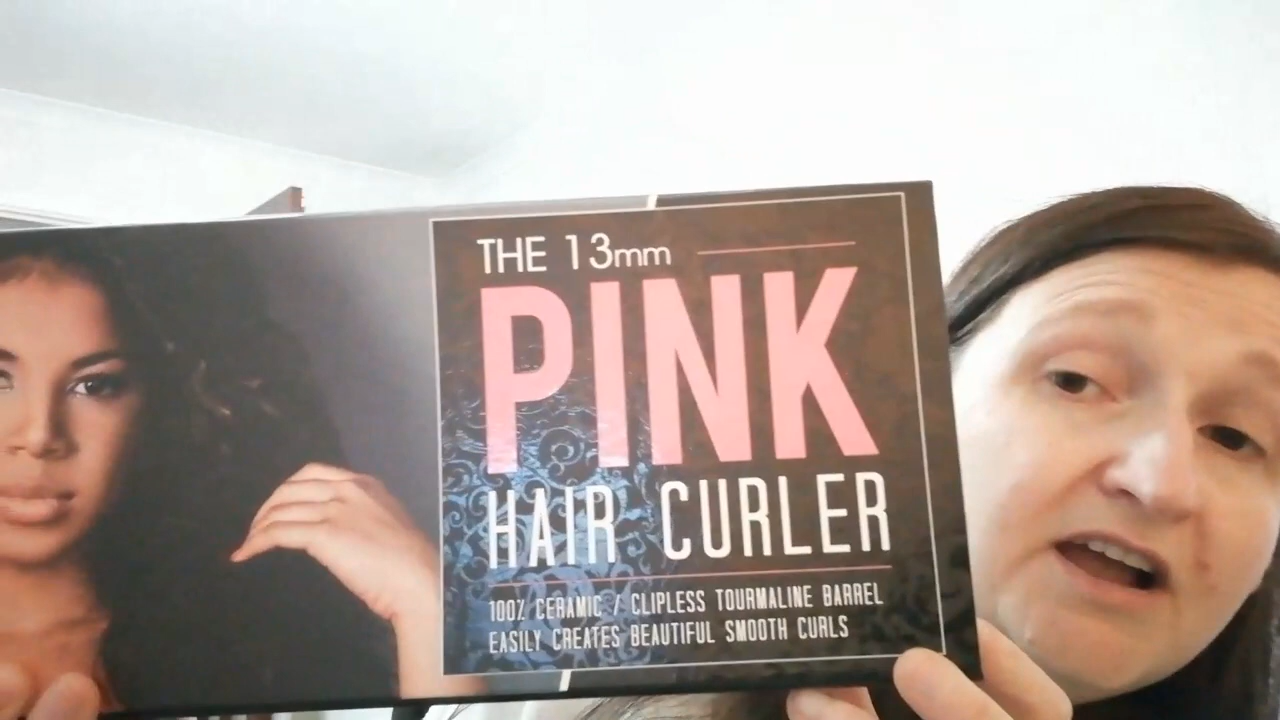 THE 13mm
PINK
HAIR CURLER
100% CERAMIC / CLIPLESS TOURMALINE BARREL
EASILY CREATES BEAUTIFUL SMOOTH CURLS